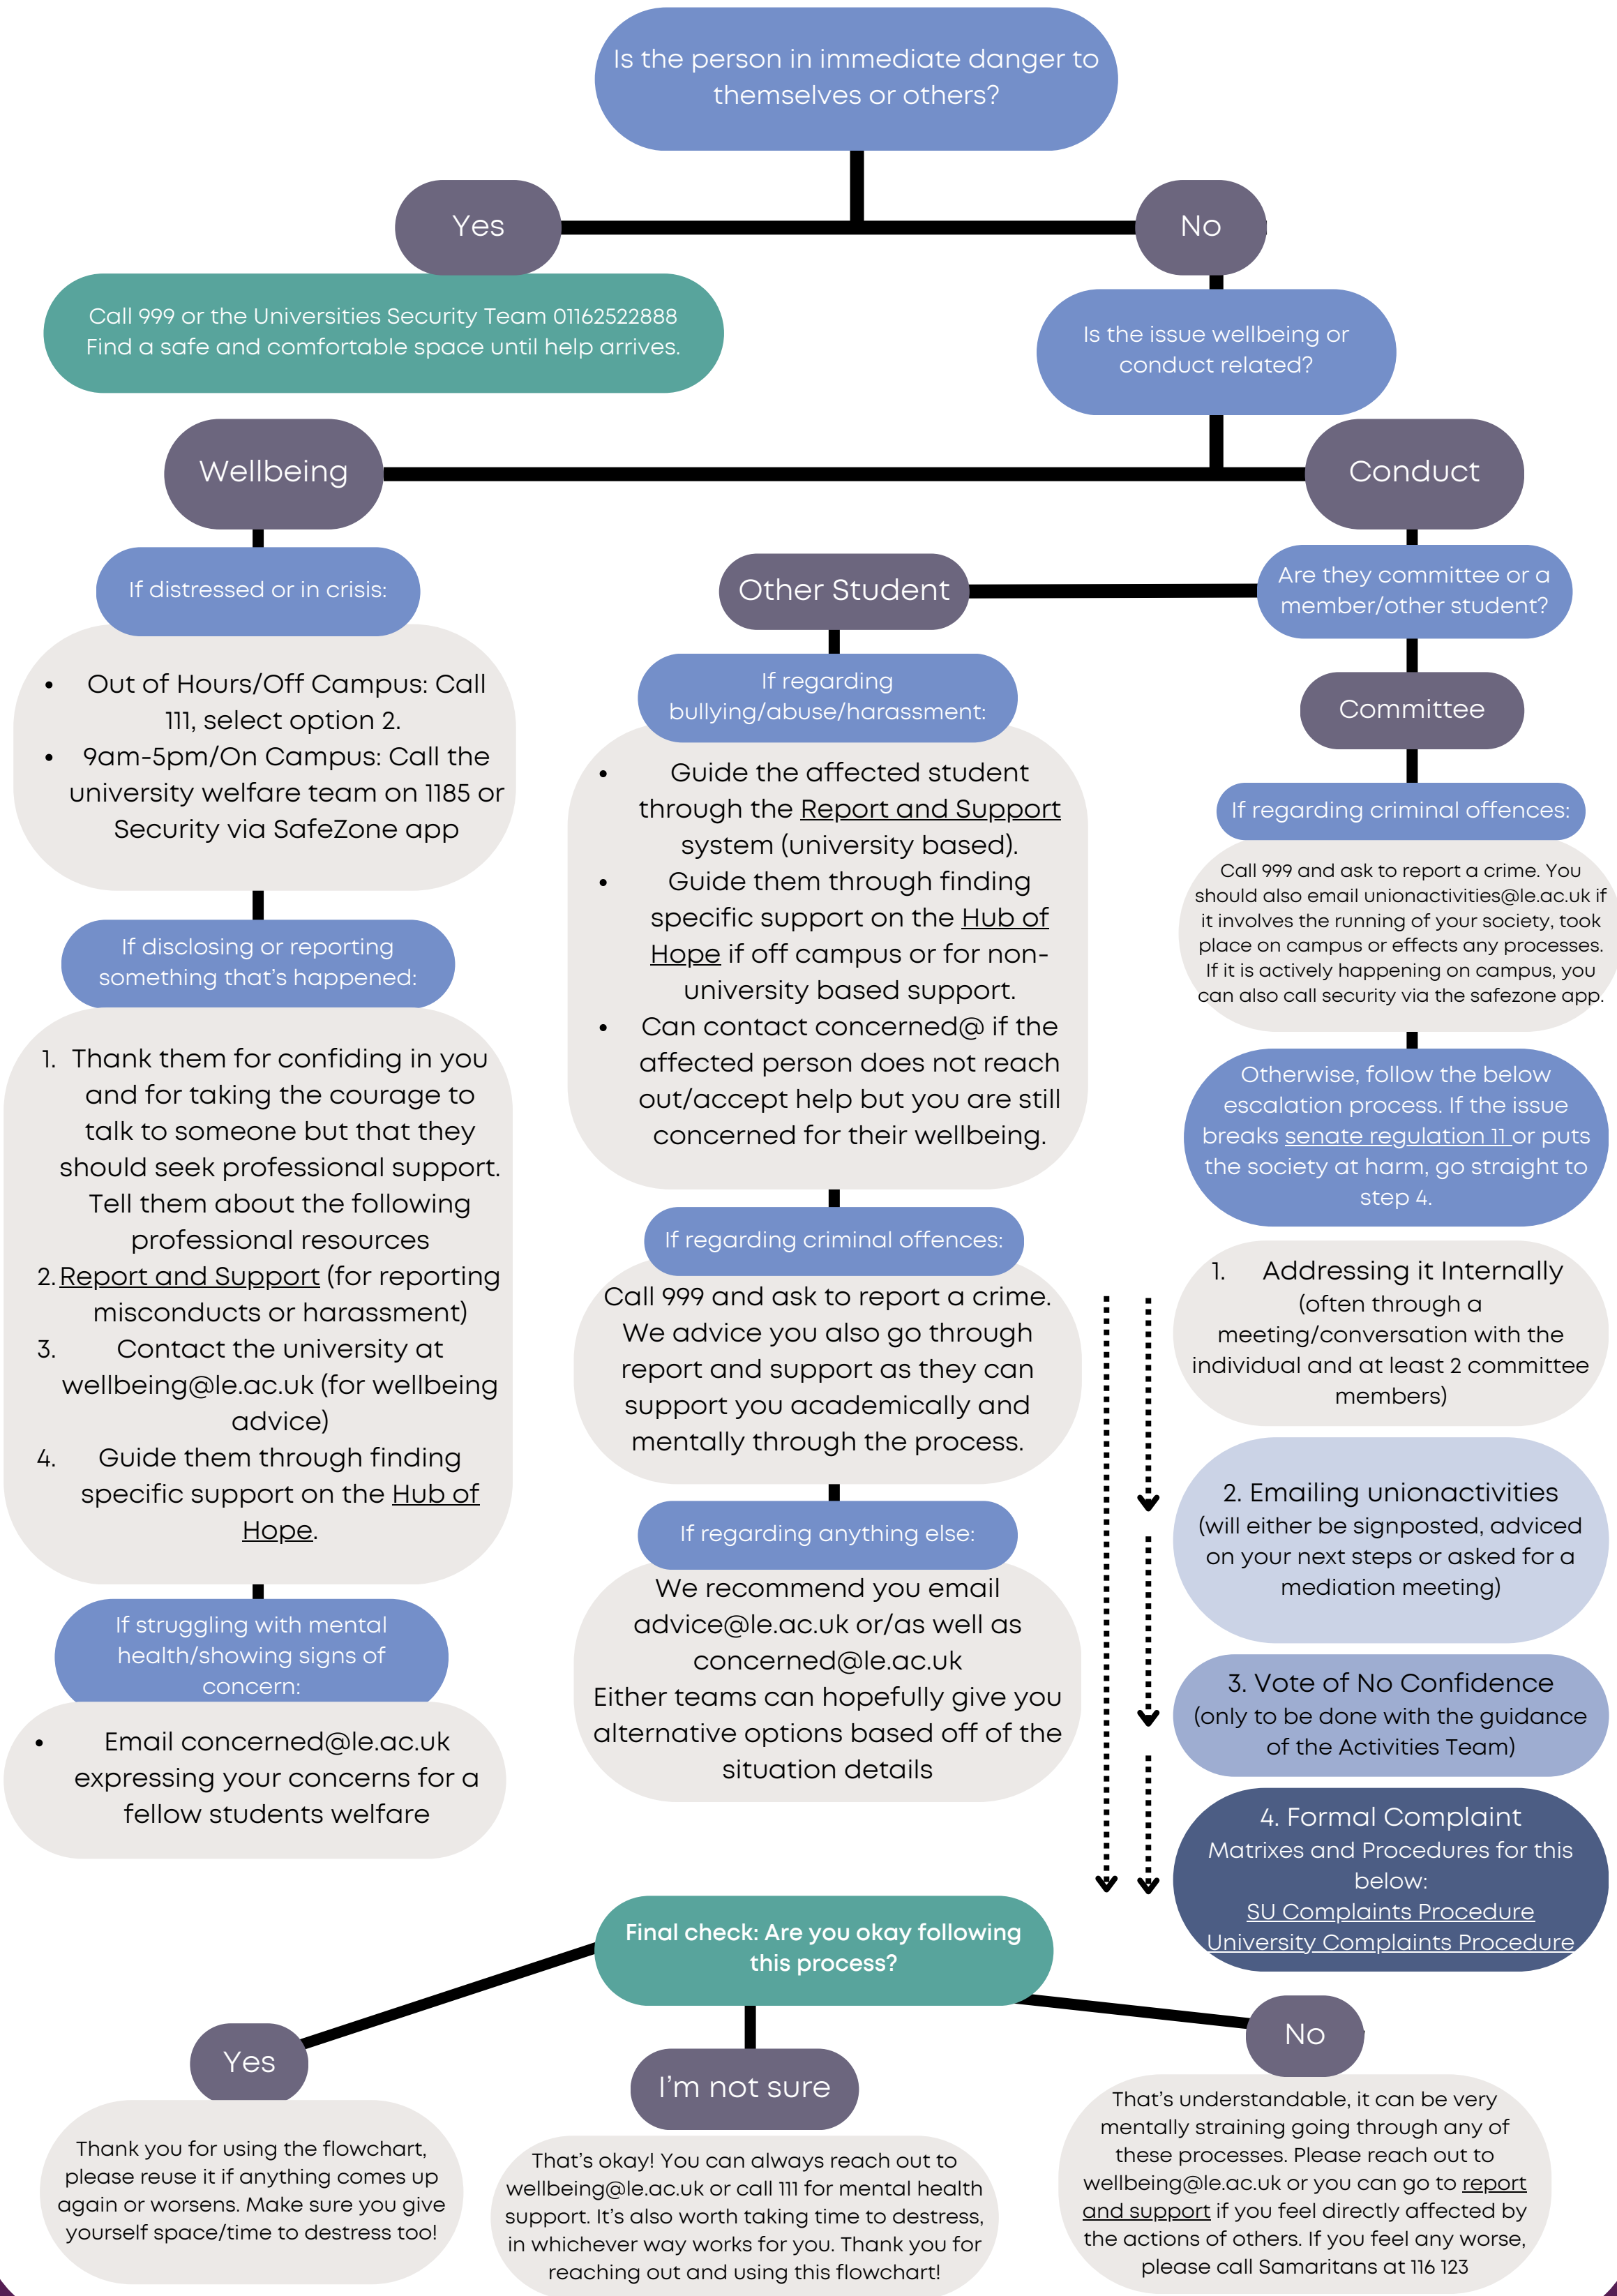 Is the person in immediate danger to
themselves or others?
Yes
No
Call 999 or the Universities Security Team 01162522888
Find a safe and comfortable space until help arrives.
Is the issue wellbeing or
conduct related?
Wellbeing
Conduct
If distressed or in crisis:
• Out of Hours/Off Campus: Call
111, select option 2.
• 9am-5pm/On Campus: Call the
university welfare team on 1185 or
Security via SafeZone app
If disclosing or reporting
something that's happened:
1. Thank them for confiding in you
and for taking the courage to
talk to someone but that they
should seek professional support.
Tell them about the following
professional resources
2. Report and Support (for reporting
misconducts or harassment)
3. Contact the university at
wellbeing@le.ac.uk (for wellbeing
advice)
4. Guide them through finding
specific support on the Hub of
Hope.
If struggling with mental
health/showing signs of
concern:
• Email concerned@le.ac.uk
expressing your concerns for a
fellow students welfare
Are they committee or a
member/other student?
Other Student
If regarding
bullying/abuse/harassment:
• Guide the affected student
through the Report and Support
system (university based).
• Guide them through finding
specific support on the Hub of
Hope if off campus or for non-
university based support.
• Can contact concerned@ if the
affected person does not reach
out/accept help but you are still
concerned for their wellbeing.
If regarding criminal offences:
Call 999 and ask to report a crime.
We advice you also go through
report and support as they can
support you academically and
mentally through the process.
If regarding anything else:
We recommend you email
advice@le.ac.uk or/as well as
concerned@le.ac.uk
Either teams can hopefully give you
alternative options based off of the
situation details
Committee
If regarding criminal offences:
Call 999 and ask to report a crime. You
should also email unionactivities@le.ac.uk if
it involves the running of your society, took
place on campus or effects any processes.
If it is actively happening on campus, you
can also call security via the safezone app.
Otherwise, follow the below
escalation process. If the issue
breaks senate regulation 11 or puts
the society at harm, go straight to
step 4.
1. Addressing it Internally
(often through a
meeting/conversation with the
individual and at least 2 committee
members)
2. Emailing unionactivities
(will either be signposted, adviced
on your next steps or asked for a
mediation meeting)
3. Vote of No Confidence
(only to be done with the guidance
of the Activities Team)
4. Formal Complaint
Matrixes and Procedures for this
below:
SU Complaints Procedure
University Complaints Procedure
Final check: Are you okay following
this process?
Yes
Thank you for using the flowchart,
please reuse it if anything comes up
again or worsens. Make sure you give
yourself space/time to destress too!
I'm not sure
That's okay! You can always reach out to
wellbeing@le.ac.uk or call 111 for mental health
support. It's also worth taking time to destress,
in whichever way works for you. Thank you for
reaching out and using this flowchart!
No
That's understandable, it can be very
mentally straining going through any of
these processes. Please reach out to
wellbeing@le.ac.uk or you can go to report
and support if you feel directly affected by
the actions of others. If you feel any worse,
please call Samaritans at 116 123